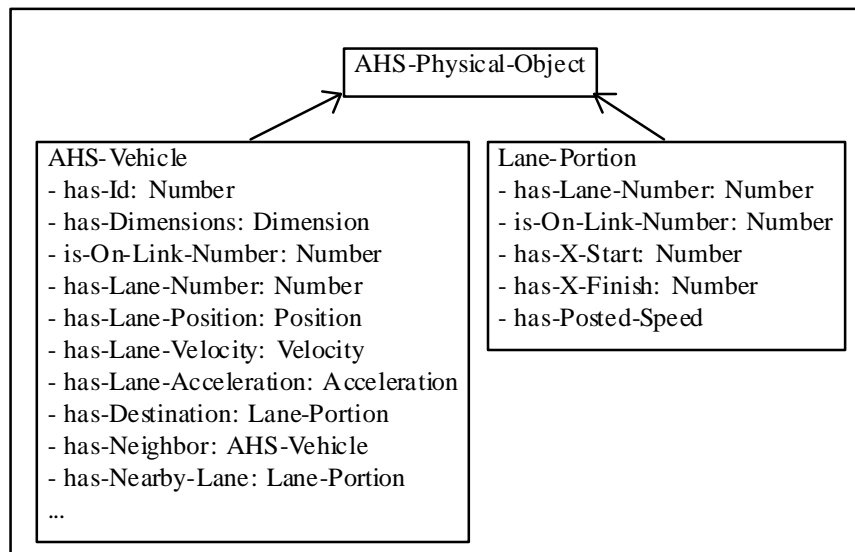 AHS-Physical-Object
AHS-Vehicle
- has-Id: Number
- has-Dimensions: Dimension
- is-On-Link-Number: Number
- has-Lane-Number: Number
- has-Lane-Position: Position
- has-Lane-Velocity: Velocity
- has-Lane-Acceleration: Acceleration
- has-Destination: Lane-Portion
- has-Neighbor: AHS-Vehicle
- has-Nearby-Lane: Lane-Portion
...
Lane-Portion
- has-Lane-Number: Number
- is-On-Link-Number: Number
- has-X-Start: Number
- has-X-Finish: Number
- has-Posted-Speed